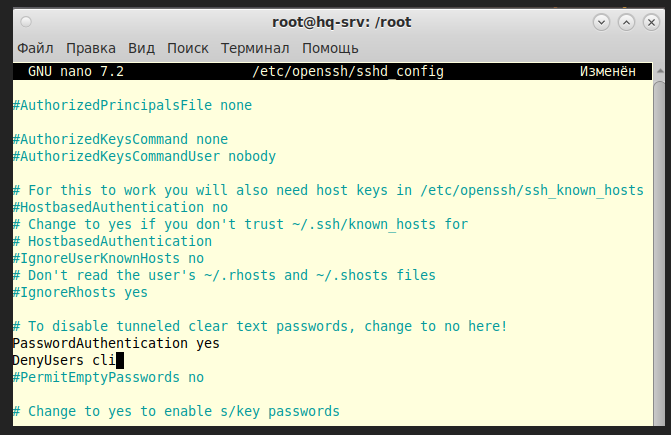 root@hq-srv: /root
Файл Правка Вид Поиск Терминал Помощь
GNU nano 7.2 /etc/openssh/sshd_config Изменён
#AuthorizedPrincipalsFile none
#AuthorizedKeysCommand none
#AuthorizedKeysCommandUser nobody
# For this to work you will also need host keys in /etc/openssh/ssh_known_hosts
#HostbasedAuthentication no
# Change to yes if you don't trust ~/.ssh/known_hosts for
# HostbasedAuthentication
#IgnoreUserKnownHosts no
# Don't read the user's ~/.rhosts and ~/.shosts files
#IgnoreRhosts yes
# To disable tunneled clear text passwords, change to no here!
PasswordAuthentication yes
DenyUsers cli
#PermitEmptyPasswords no
# Change to yes to enable s/key passwords